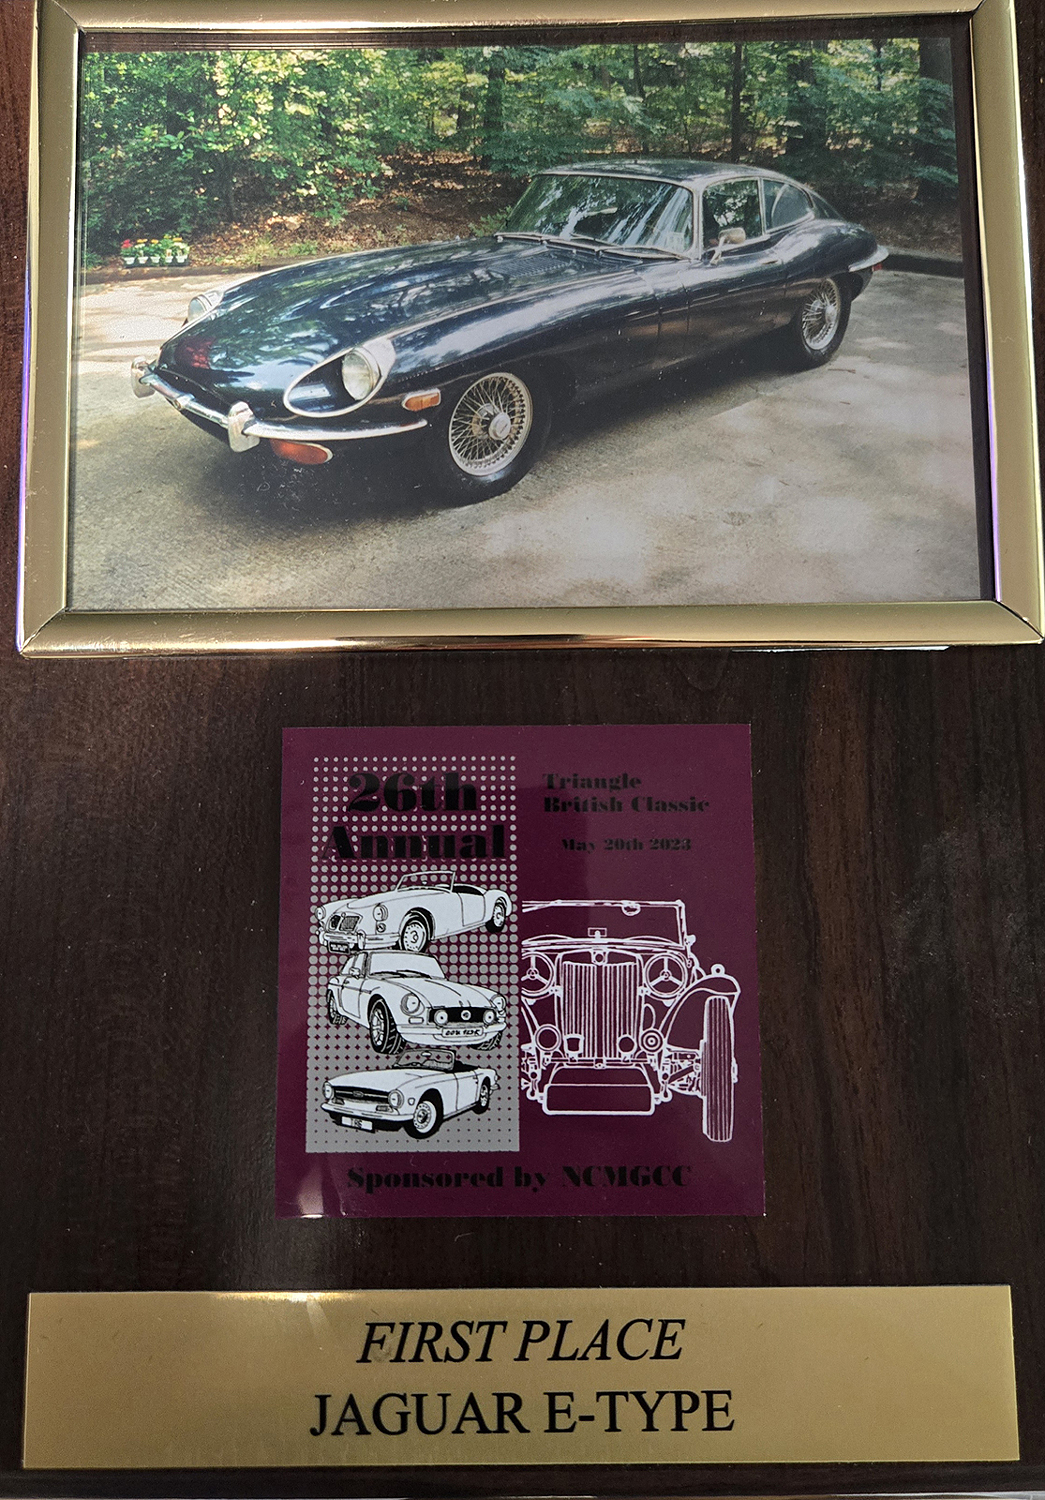 26th
Annual
Triangle
British Classic
May 20th 2023
Sponsored by NCMGCC
FIRST PLACE
JAGUAR E-TYPE